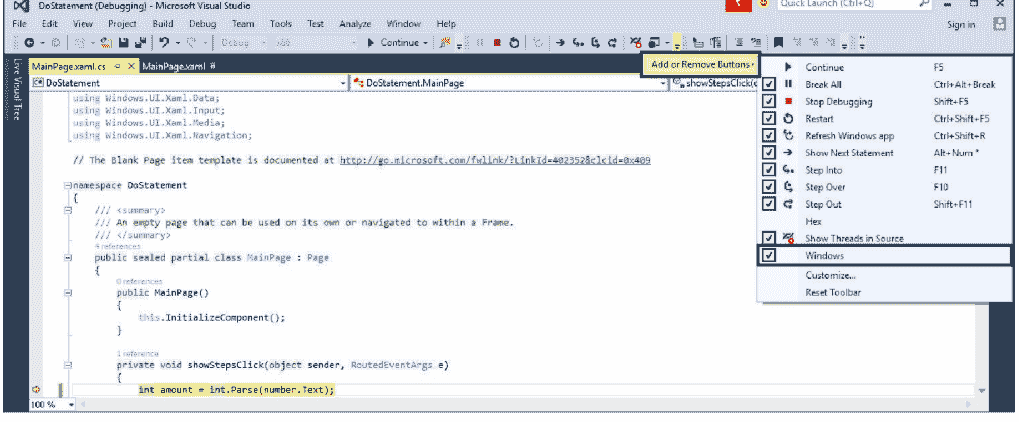 DoStatement (Debugging) - Microsoft Visual Studio
Quick Launch (Ctrl+Q)
File Edit View Project Build Debug Team Tools Test Analyze Window Help
Sign in
Debug x86 Continue
Live Visual Tree
MainPage.xaml.cs MainPage.xaml
Add or Remove Buttons
DoStatement
DoStatement.MainPage
showStepsClick(
using Windows.UI.Xaml.Data;
using Windows.UI.Xaml.Input;
using Windows.UI.Xaml.Media;
using Windows.UI.Xaml.Navigation;
// The Blank Page item template is documented at http://go.microsoft.com/fwlink/?LinkId=402352&clcid=0x409
namespace DoStatement
{
/// <summary>
/// An empty page that can be used on its own or navigated to within a Frame.
/// </summary>
4 references
public sealed partial class MainPage : Page
{
0 references
public MainPage()
{
this.InitializeComponent();
}
1 reference
private void showStepsClick(object sender, RoutedEventArgs e)
{
int amount = int.Parse(number.Text);
100 %
Continue F5
Break All Ctrl+Alt+Break
Stop Debugging Shift+F5
Restart Ctrl+Shift+F5
Refresh Windows app Ctrl+Shift+R
Show Next Statement Alt+Num *
Step Into F11
Step Over F10
Step Out Shift+F11
Hex
Show Threads in Source
Windows
Customize...
Reset Toolbar